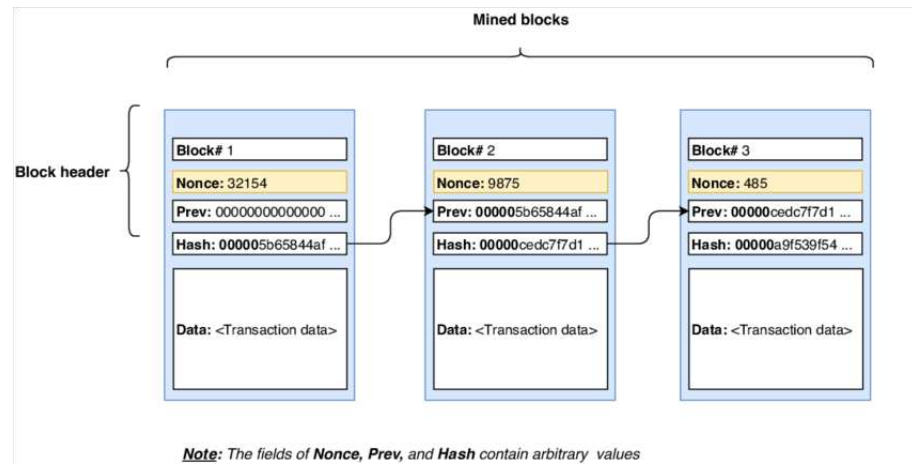 Mined blocks
Block header
Block# 1
Nonce: 32154
Prev: 00000000000000 ...
Hash: 000005b65844af ...
Data: <Transaction data>
Block# 2
Nonce: 9875
Prev: 000005b65844af ...
Hash: 00000cedc7f7d1 ...
Data: <Transaction data>
Block# 3
Nonce: 485
Prev: 00000cedc7f7d1 ...
Hash: 00000a9f539f54 ...
Data: <Transaction data>
Note: The fields of Nonce, Prev, and Hash contain arbitrary values